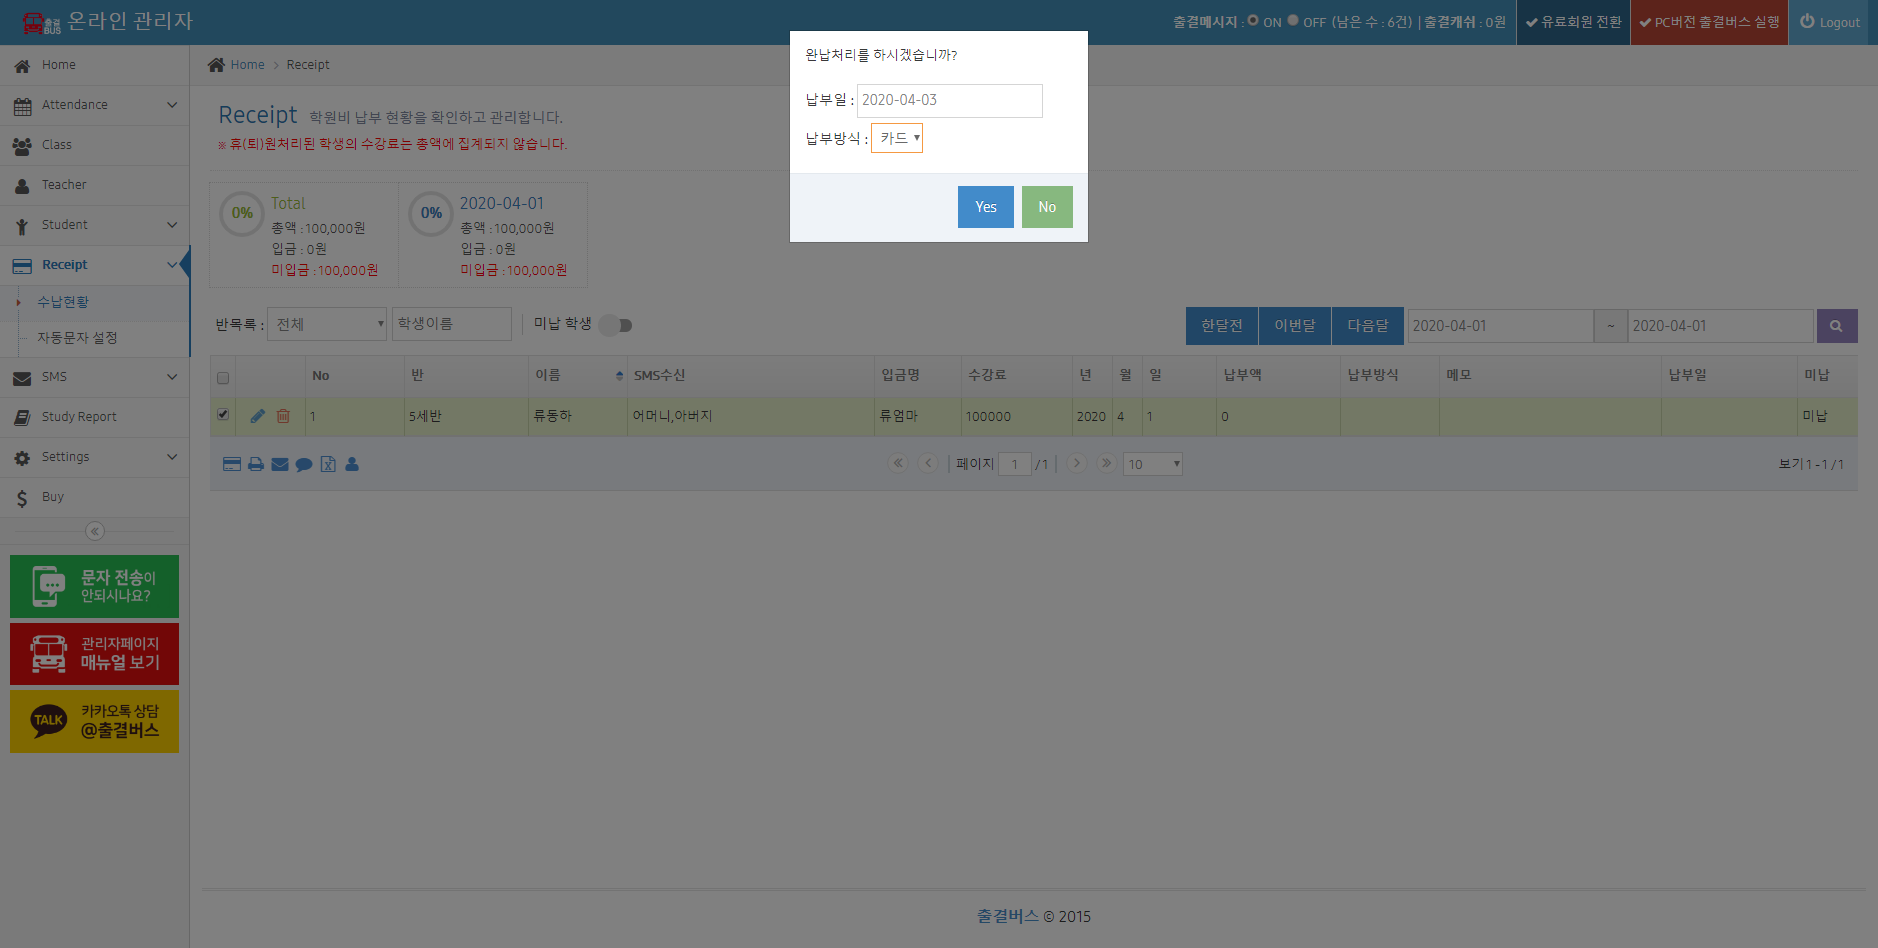 출결BUS 온라인 관리자
출결메시지 : ON OFF (남은 수 : 6건) | 출결캐쉬 : 0원
유료회원 전환
PC버전 출결버스 실행
Logout
Home
Attendance
Class
Teacher
Student
Receipt
수납현황
자동문자 설정
SMS
Study Report
Settings
Buy
문자 전송이
안되시나요?
관리자페이지
매뉴얼 보기
TALK
카카오톡 상담
@출결버스
Home > Receipt
Receipt 학원비 납부 현황을 확인하고 관리합니다.
※ 휴(퇴)원처리된 학생의 수강료는 총액에 집계되지 않습니다.
0%
Total
총액 : 100,000원
입금 : 0원
미입금 : 100,000원
0%
2020-04-01
총액 : 100,000원
입금 : 0원
미입금 : 100,000원
완납처리를 하시겠습니까?
납부일 : 2020-04-03
납부방식 : 카드
Yes No
반목록 : 전체 학생이름 미납 학생
한달전 이번달 다음달 2020-04-01 ~ 2020-04-01
No 반 이름 SMS수신 입금명 수강료 년 월 일 납부액 납부방식 메모 납부일 미납
1 5세반 류동하 어머니,아버지 류엄마 100000 2020 4 1 0 미납
페이지 1 / 1 10
보기 1 - 1 / 1
출결버스 © 2015